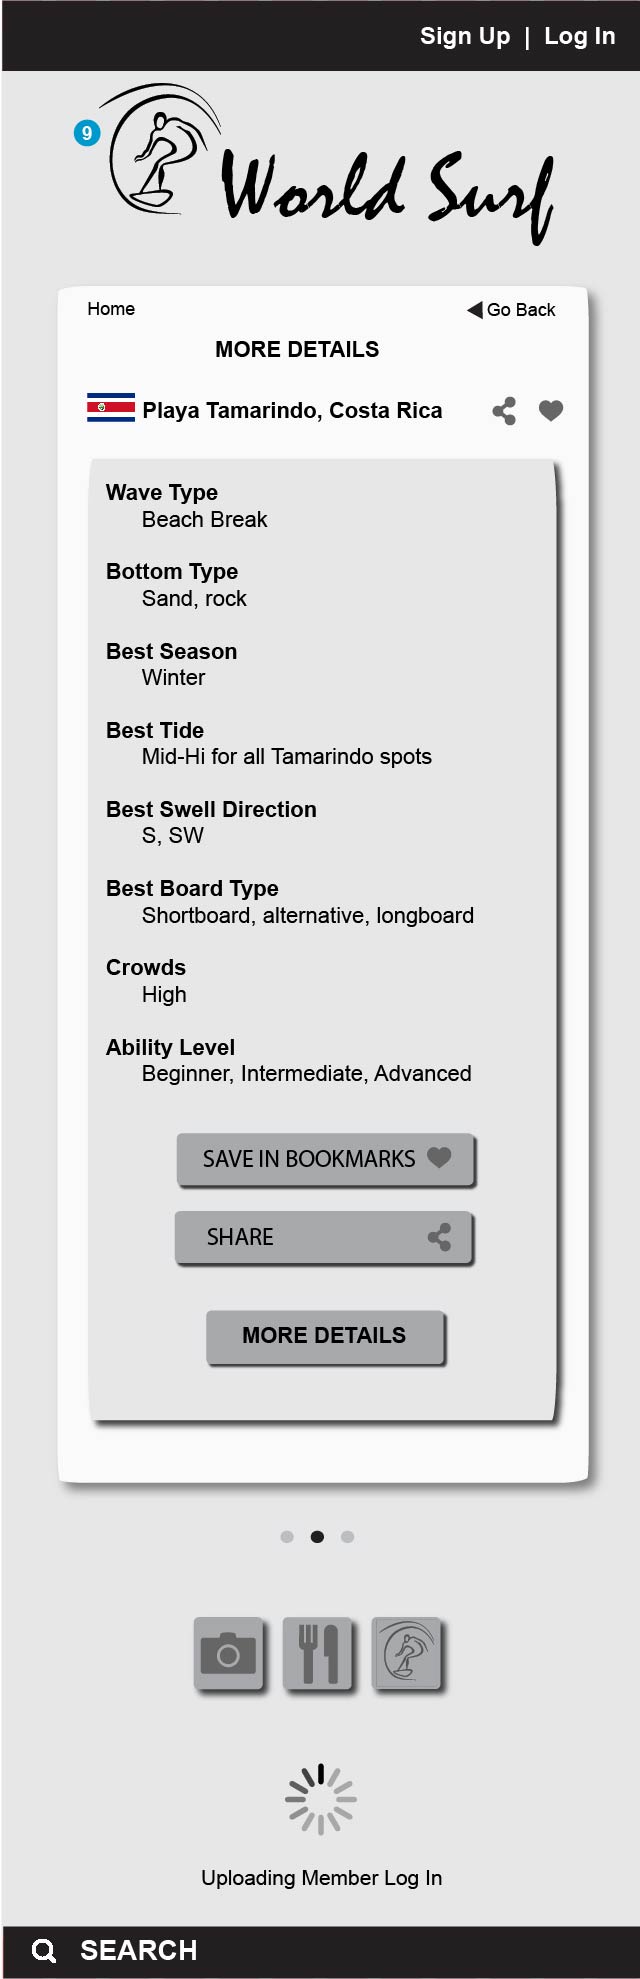 Sign Up | Log In
9
World Surf
Home
Go Back
MORE DETAILS
Playa Tamarindo, Costa Rica
Wave Type
Beach Break
Bottom Type
Sand, rock
Best Season
Winter
Best Tide
Mid-Hi for all Tamarindo spots
Best Swell Direction
S, SW
Best Board Type
Shortboard, alternative, longboard
Crowds
High
Ability Level
Beginner, Intermediate, Advanced
SAVE IN BOOKMARKS
SHARE
MORE DETAILS
Uploading Member Log In
SEARCH